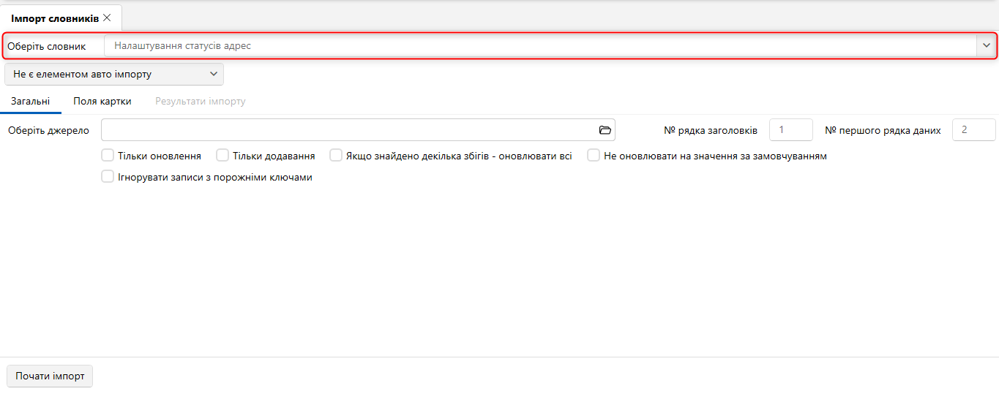 Імпорт словників
Оберіть словник Налаштування статусів адрес
Не є елементом авто імпорту
Загальні Поля картки Результати імпорту
Оберіть джерело № рядка заголовків 1 № першого рядка даних 2
Тільки оновлення Тільки додавання Якщо знайдено декілька збігів - оновлювати всі Не оновлювати на значення за замовчуванням
Ігнорувати записи з порожніми ключами
Почати імпорт